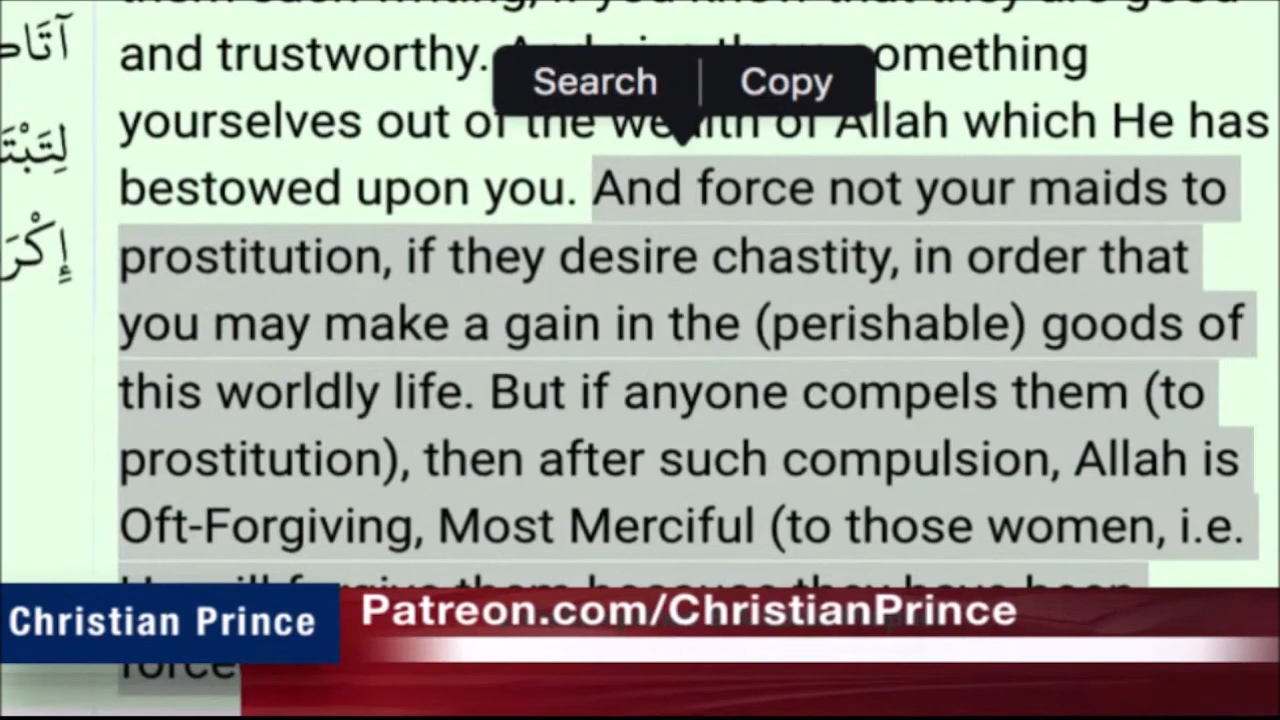 آتَا
لِتَبْتَ
إِكْرَ
and trustworthy. something
yourselves out of the wealth of Allah which He has
bestowed upon you. And force not your maids to
prostitution, if they desire chastity, in order that
you may make a gain in the (perishable) goods of
this worldly life. But if anyone compels them (to
prostitution), then after such compulsion, Allah is
Oft-Forgiving, Most Merciful (to those women, i.e.
force
Search | Copy
Christian Prince
Patreon.com/ChristianPrince